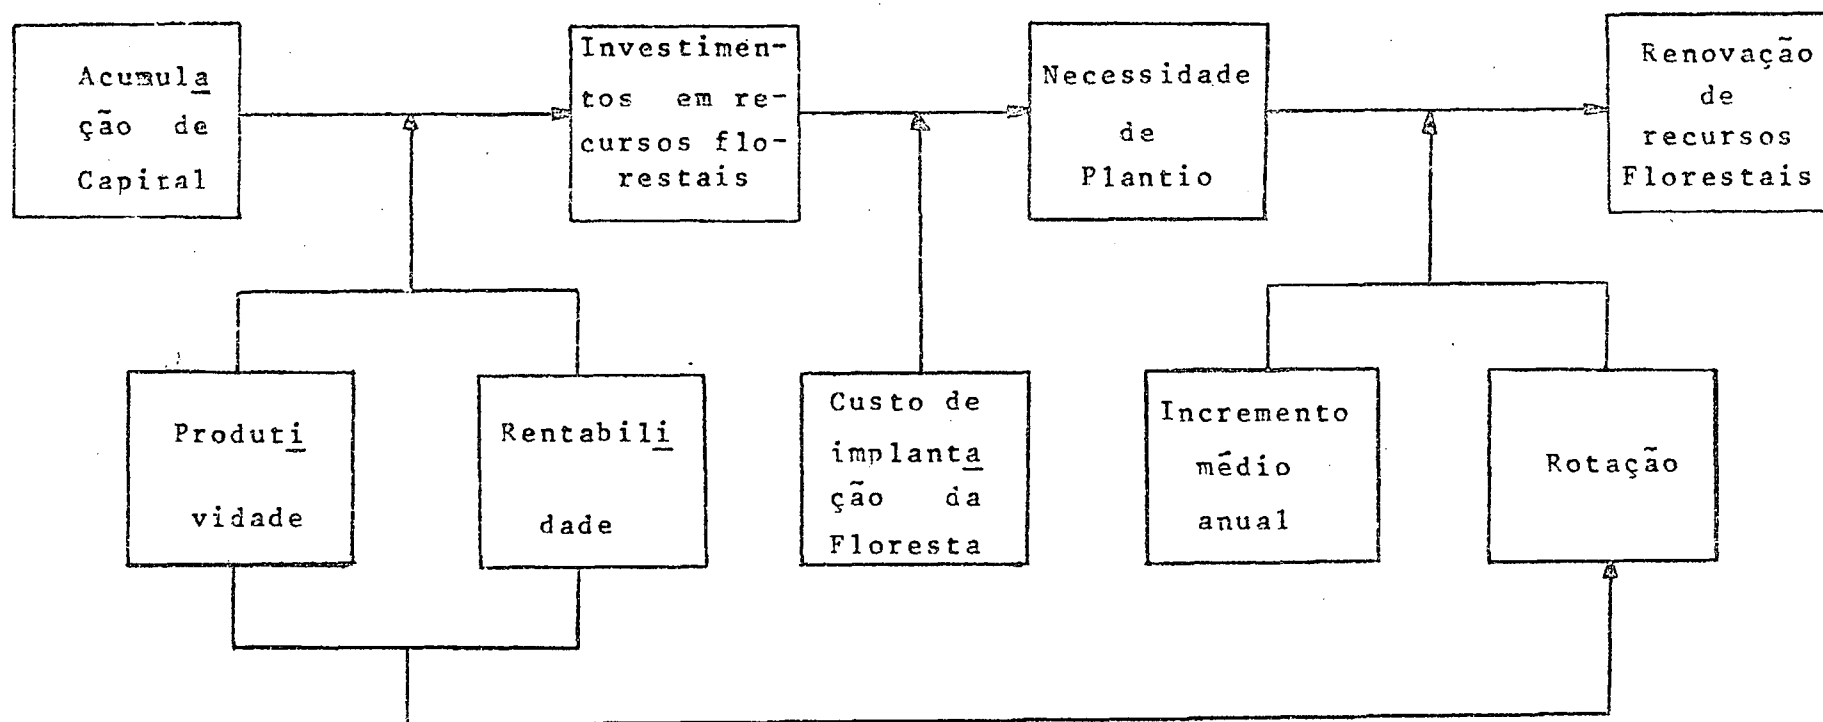 Acumula
ção de
Capital
Investimen-
tos em re-
cursos flo-
restais
Necessidade
de
Plantio
Renovação
de
recursos
Florestais
Produti
vidade
Rentabili
dade
Custo de
implanta
ção da
Floresta
Incremento
médio
anual
Rotação